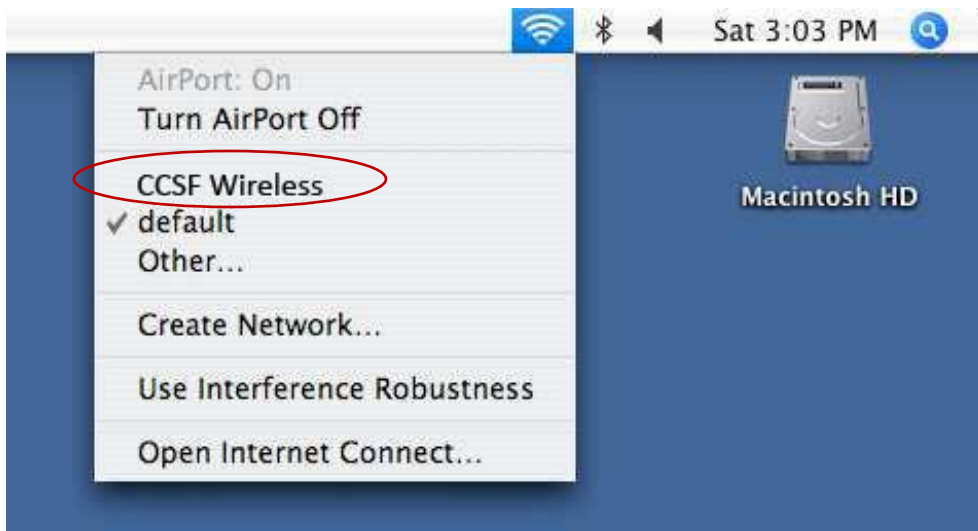 Sat 3:03 PM
AirPort: On
Turn AirPort Off
CCSF Wireless
default
Other...
Create Network...
Use Interference Robustness
Open Internet Connect...
Macintosh HD